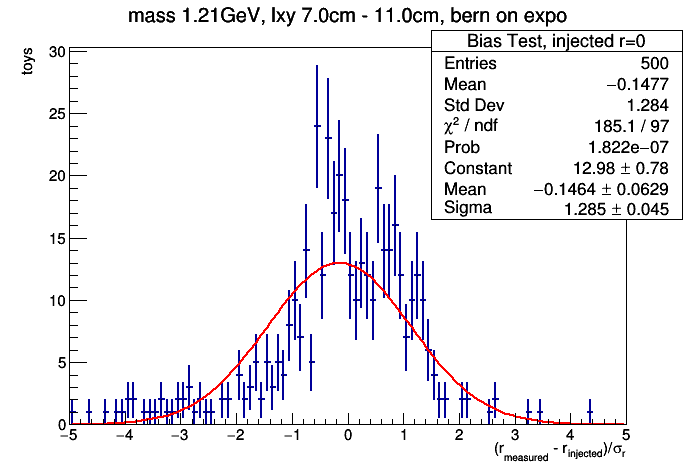 mass 1.21GeV, lxy 7.0cm - 11.0cm, bern on expo
Bias Test, injected r=0
Entries 500
Mean −0.1477
Std Dev 1.284
χ² / ndf 185.1 / 97
Prob 1.822e−07
Constant 12.98 ± 0.78
Mean −0.1464 ± 0.0629
Sigma 1.285 ± 0.045
toys
30
25
20
15
10
5
0
−5 −4 −3 −2 −1 0 1 2 3 4 5
(r_measured - r_injected)/σ_r